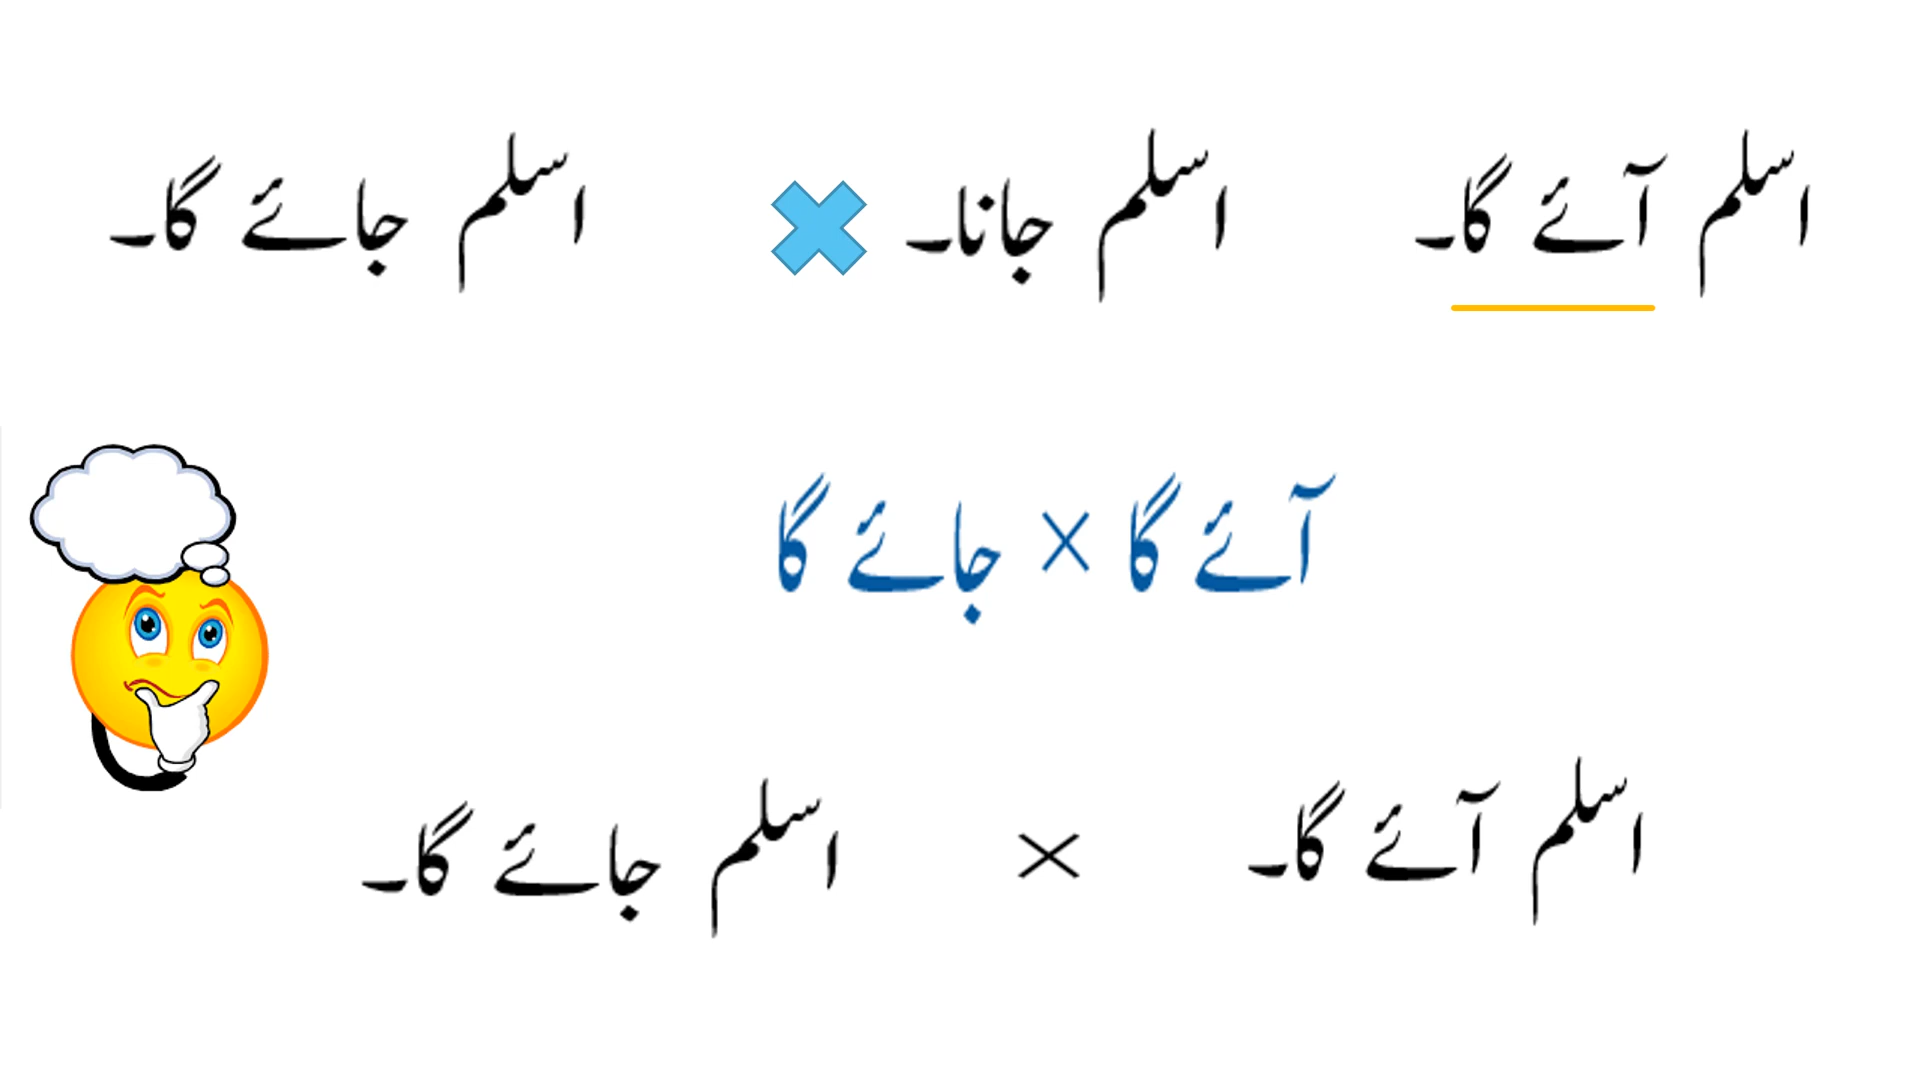 اسلم آئے گا۔ اسلم جانا۔ اسلم جائے گا۔
آئے گا × جائے گا
اسلم آئے گا۔ × اسلم جائے گا۔